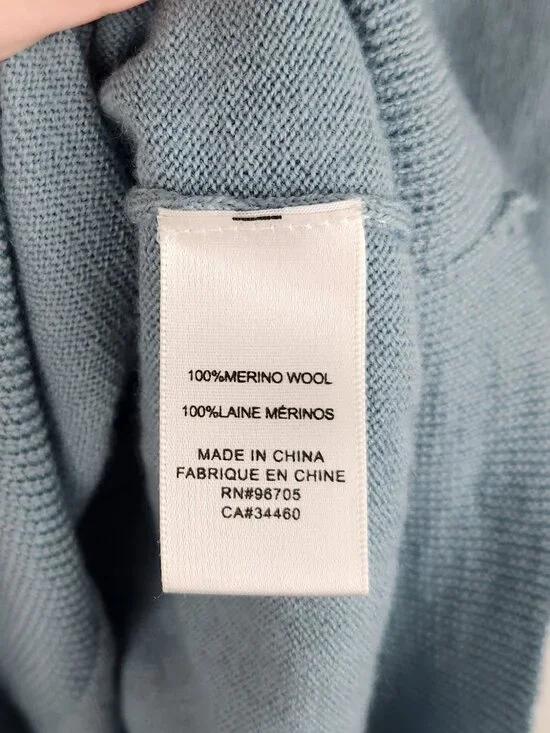 100%MERINO WOOL
100%LAINE MÉRINOS
MADE IN CHINA
FABRIQUE EN CHINE
RN#96705
CA#34460